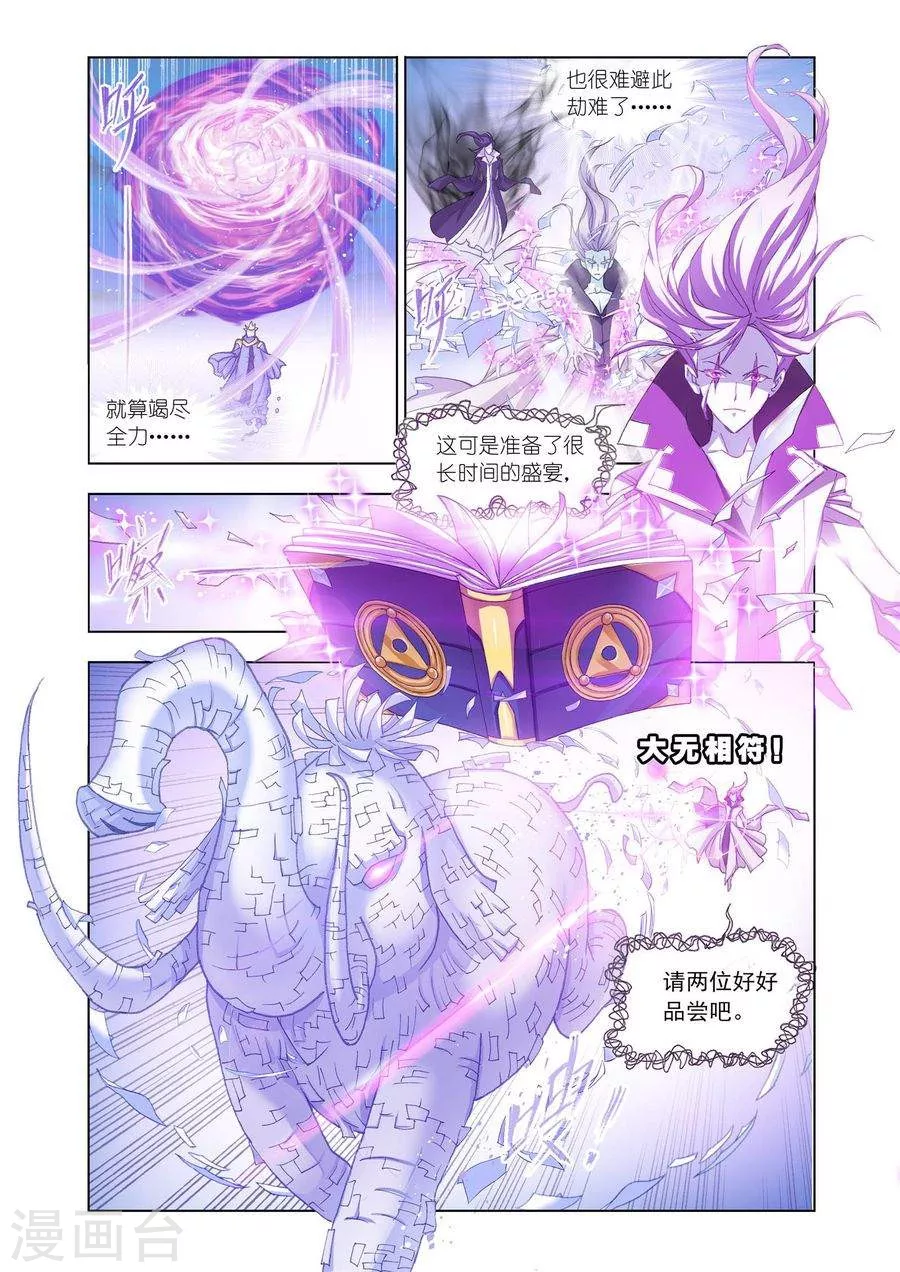 呼
就算竭尽
全力……
也很难避此
劫难了……
呼
这可是准备了很
长时间的盛宴，
嚓
大无相符！
请两位好好
品尝吧。
嗖！
漫画台